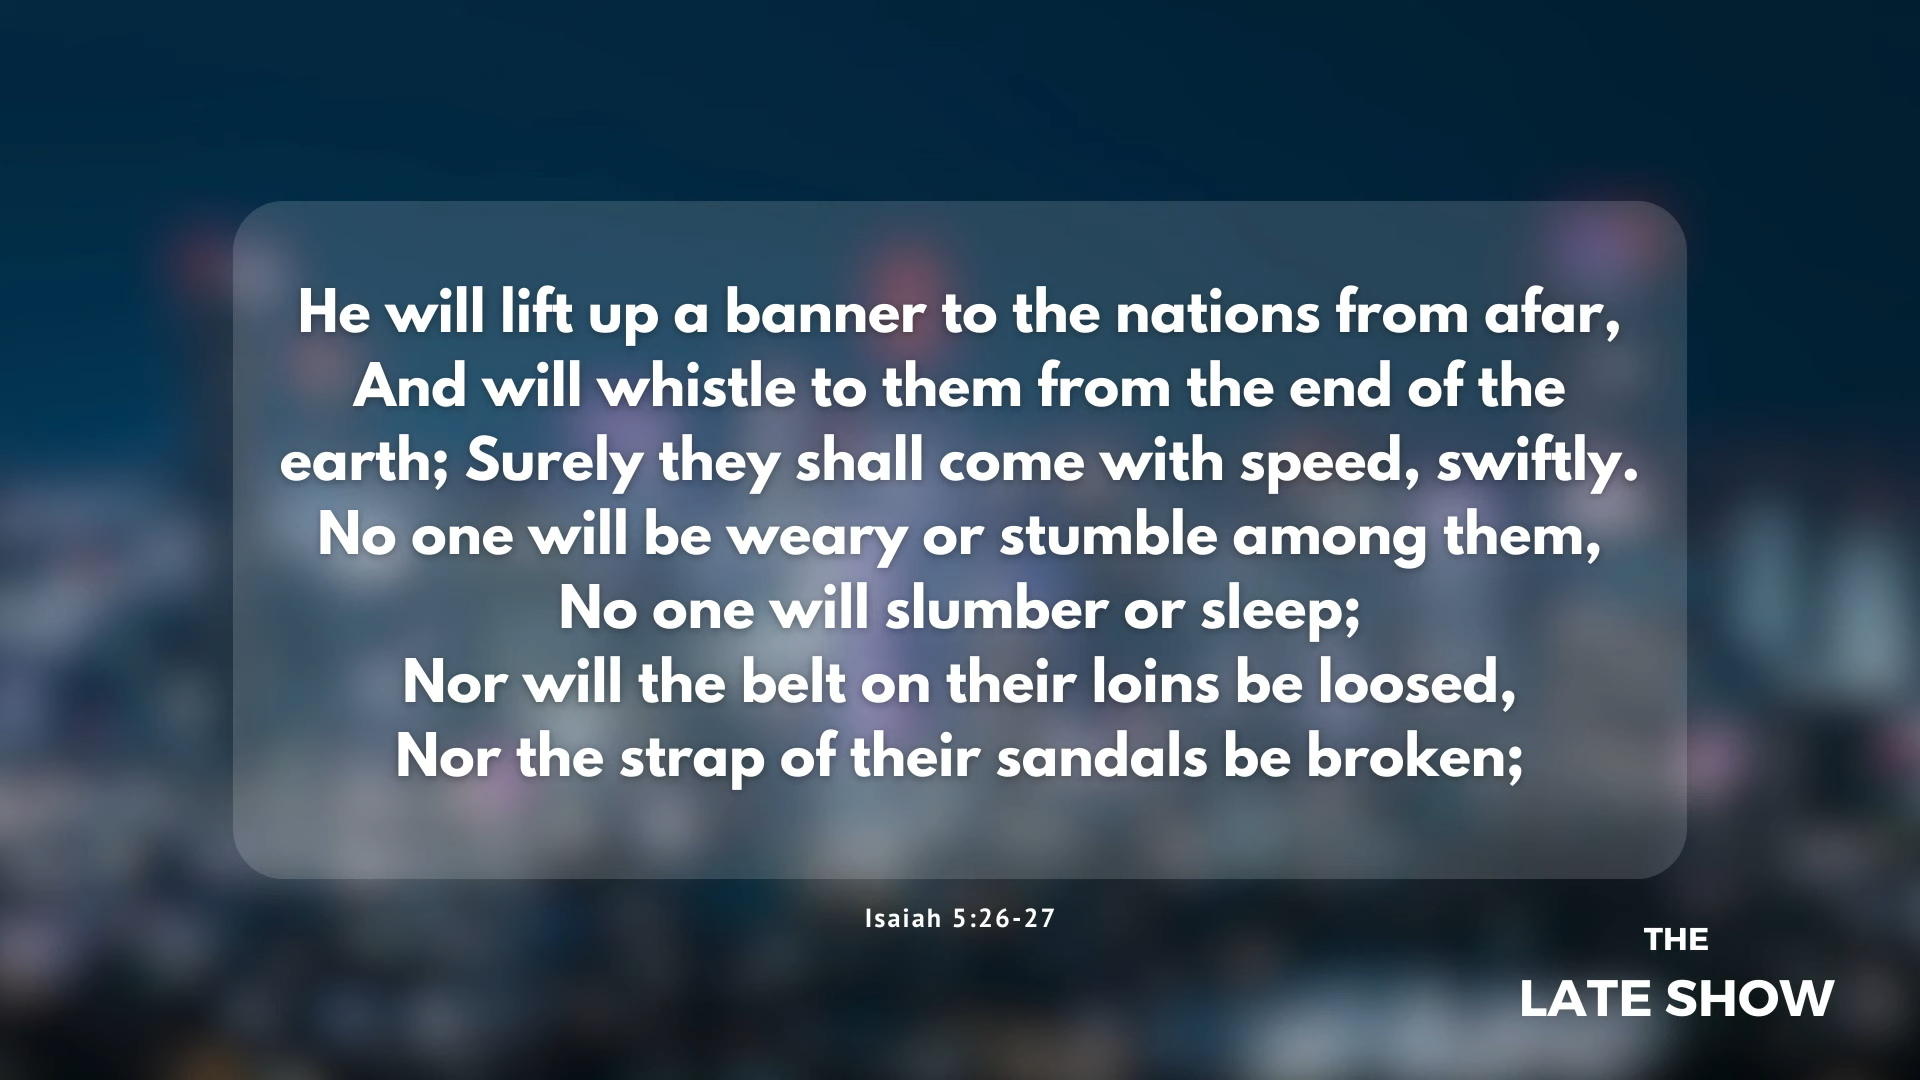 He will lift up a banner to the nations from afar,
And will whistle to them from the end of the
earth; Surely they shall come with speed, swiftly.
No one will be weary or stumble among them,
No one will slumber or sleep;
Nor will the belt on their loins be loosed,
Nor the strap of their sandals be broken;
Isaiah 5:26-27
THE
LATE SHOW